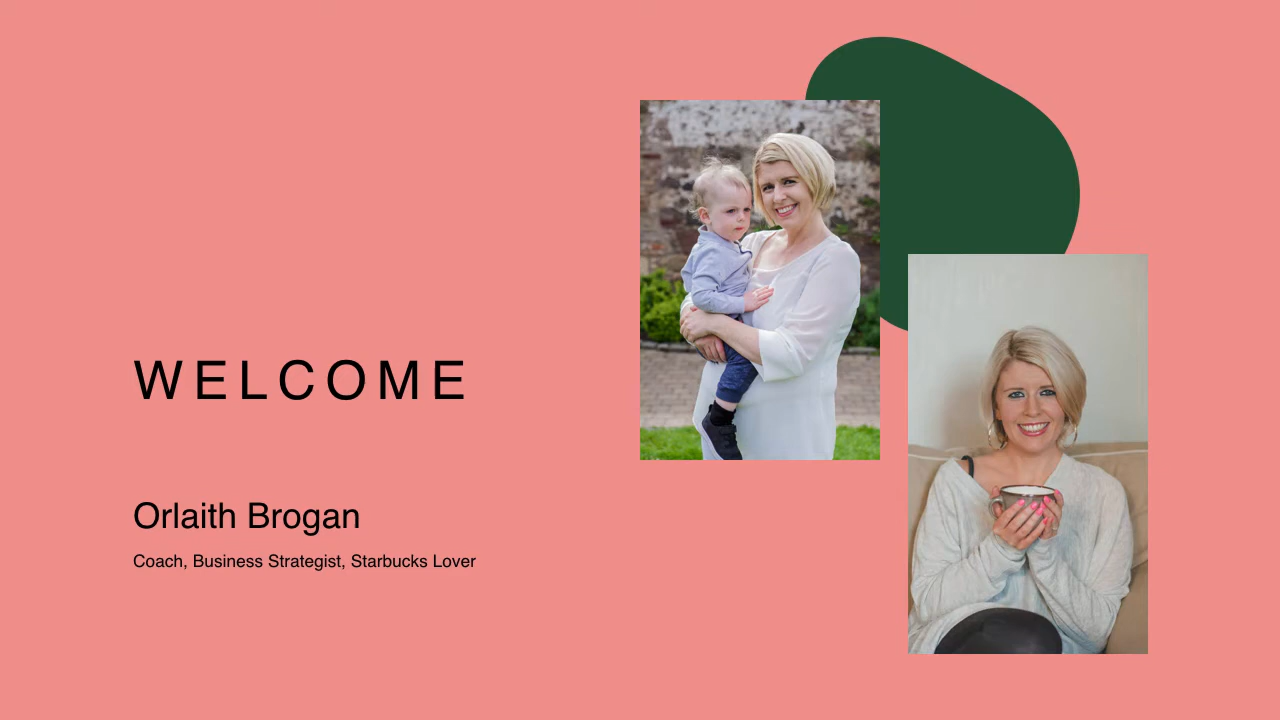 WELCOME
Orlaith Brogan
Coach, Business Strategist, Starbucks Lover